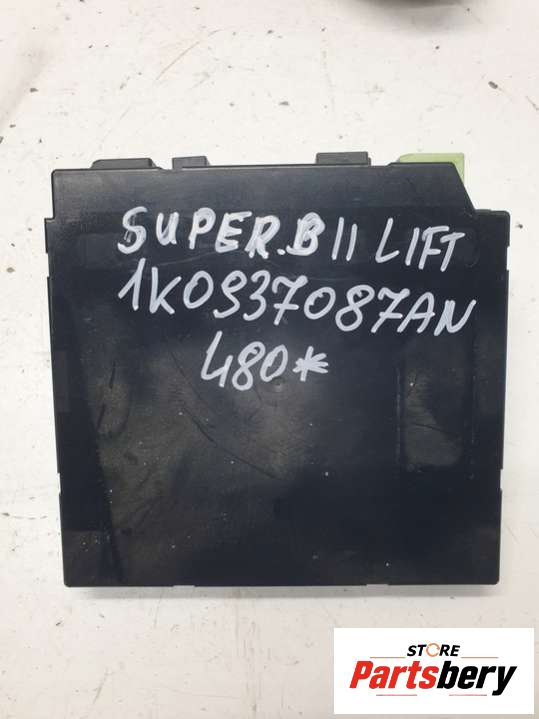 SUPER.B II LIFT
1K0937087AN
480*
STORE
Partsbery